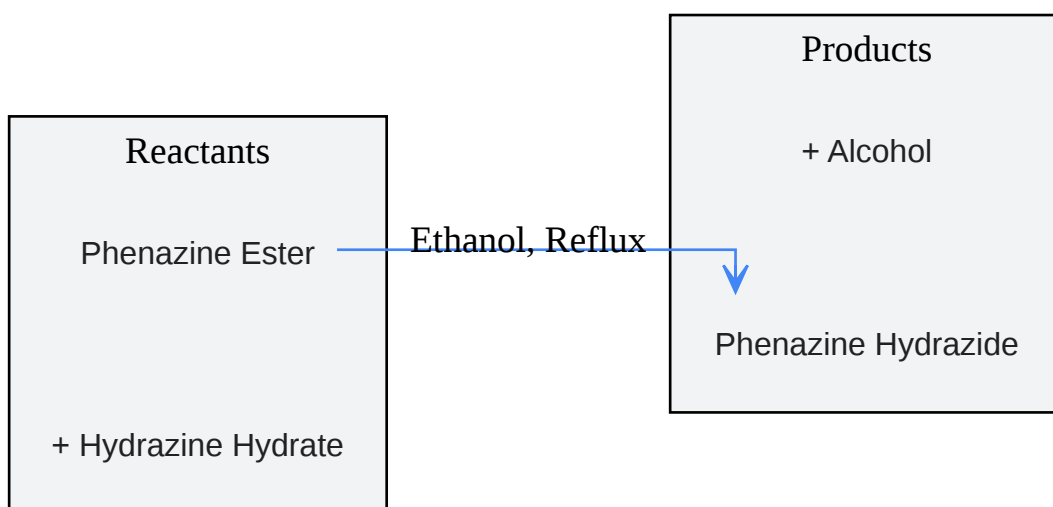 Reactants
Phenazine Ester
+ Hydrazine Hydrate
Ethanol, Reflux
Products
+ Alcohol
Phenazine Hydrazide